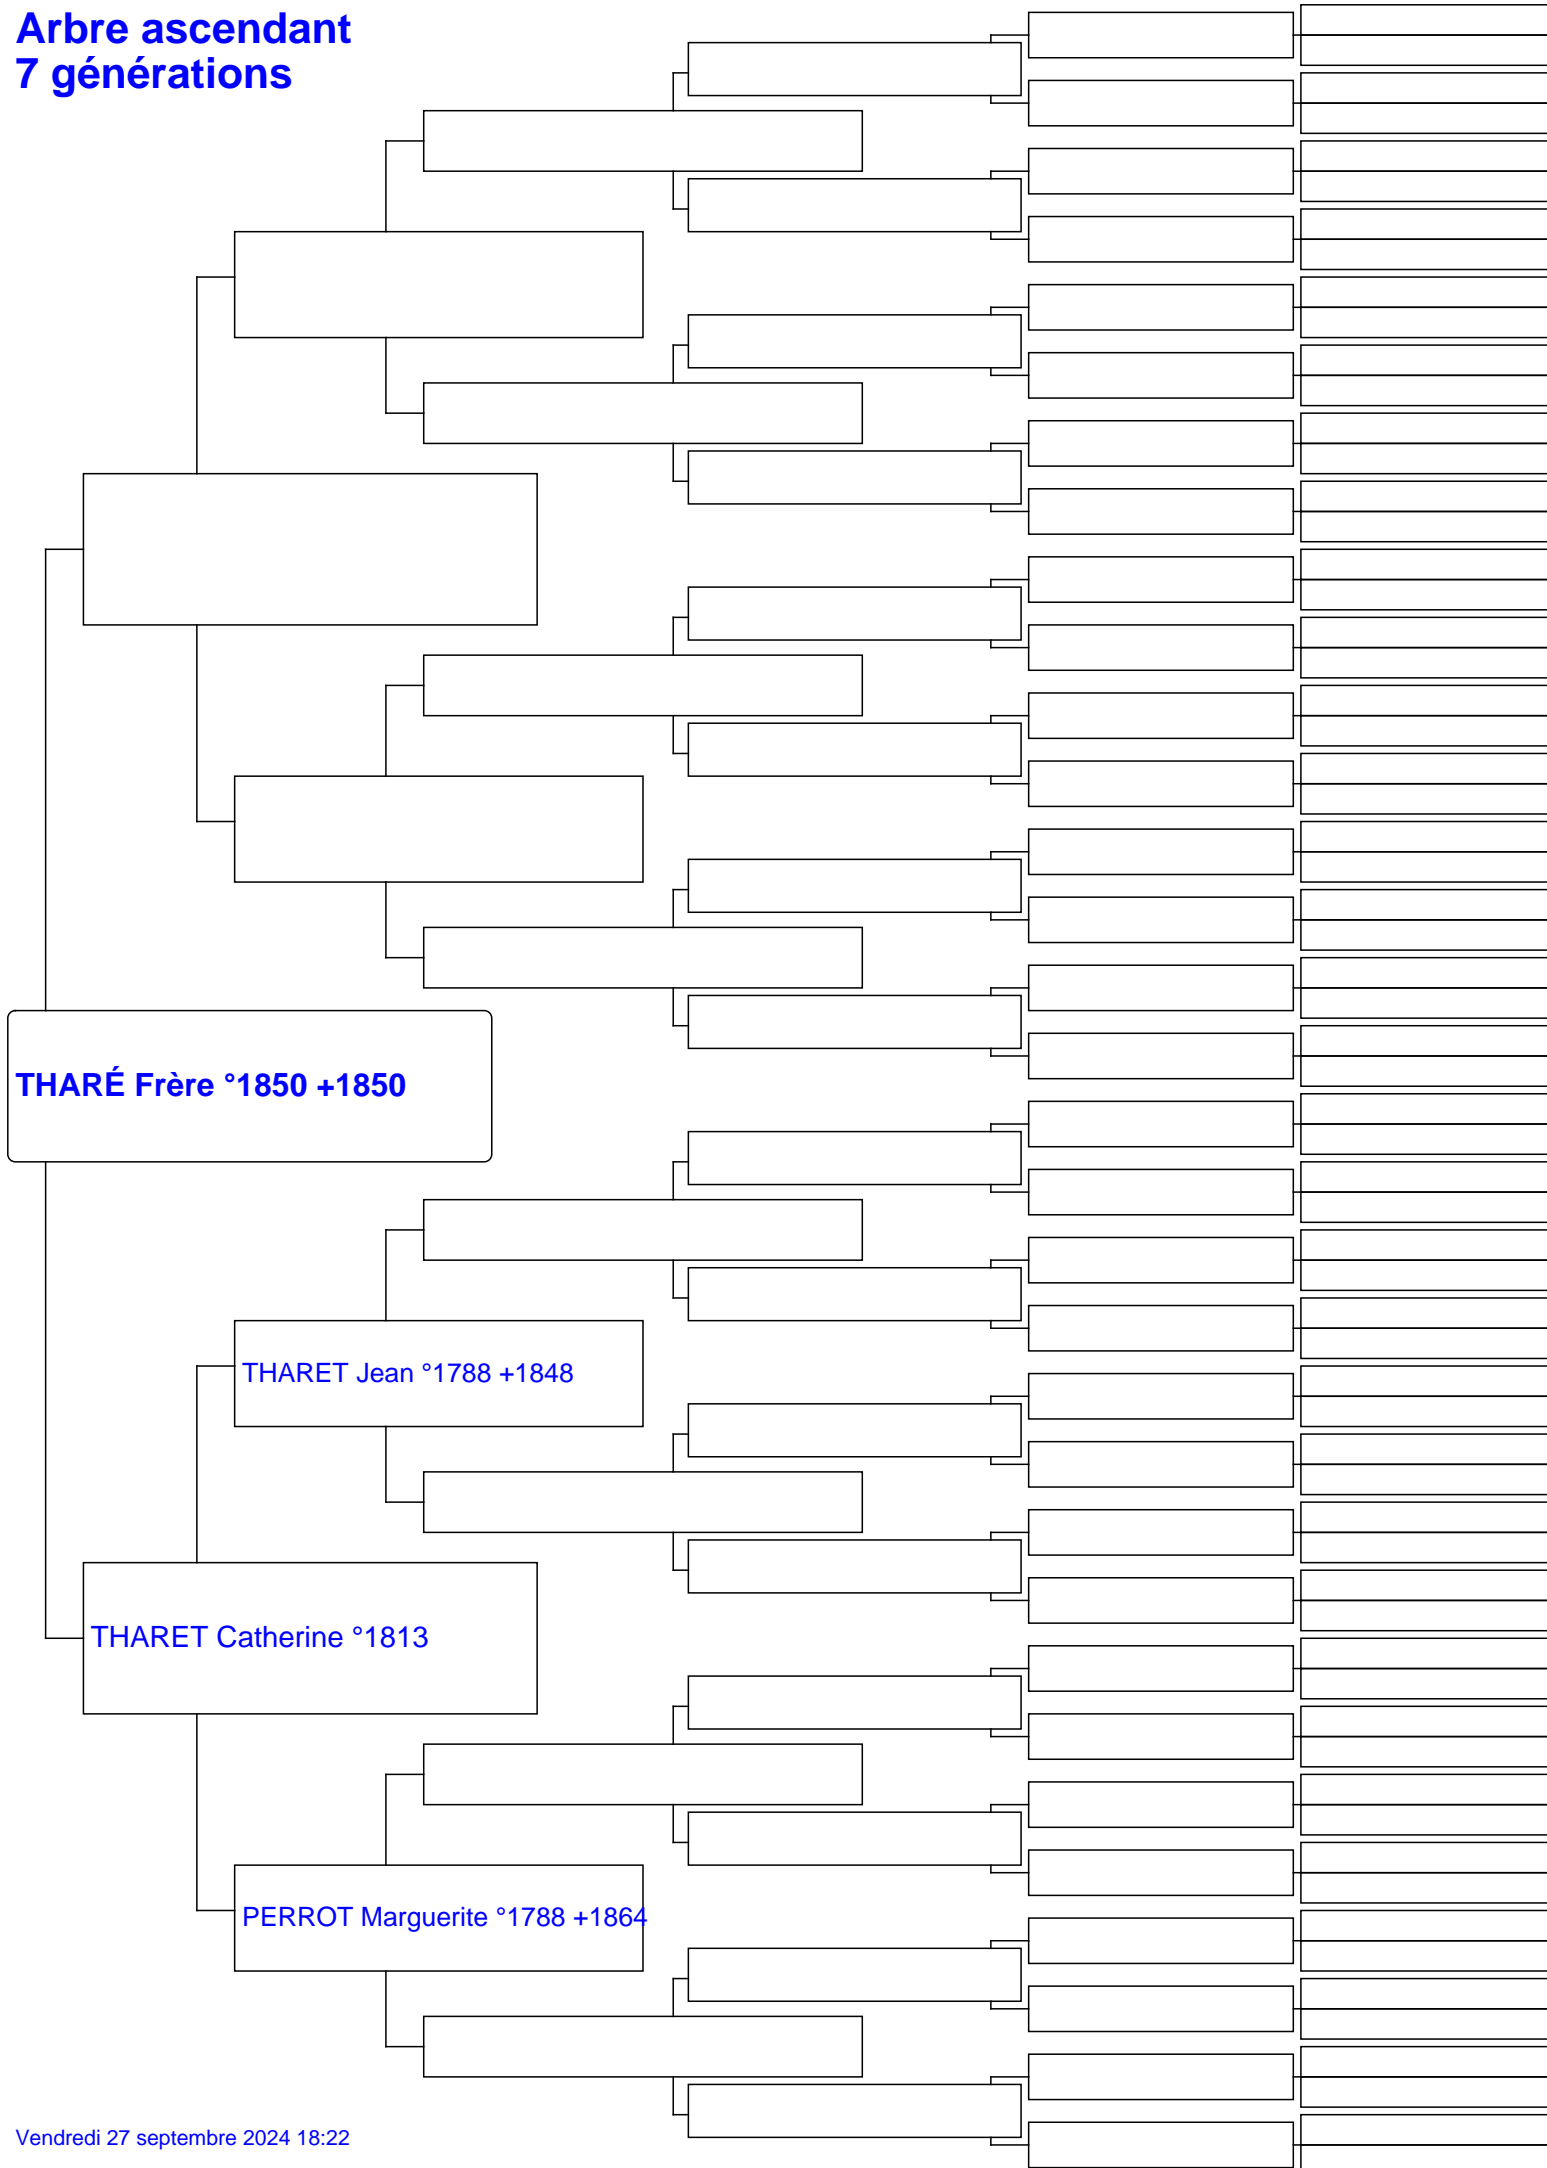 Arbre ascendant
7 générations
THARÉ Frère °1850 +1850
THARET Jean °1788 +1848
THARET Catherine °1813
PERROT Marguerite °1788 +1864
Vendredi 27 septembre 2024 18:22